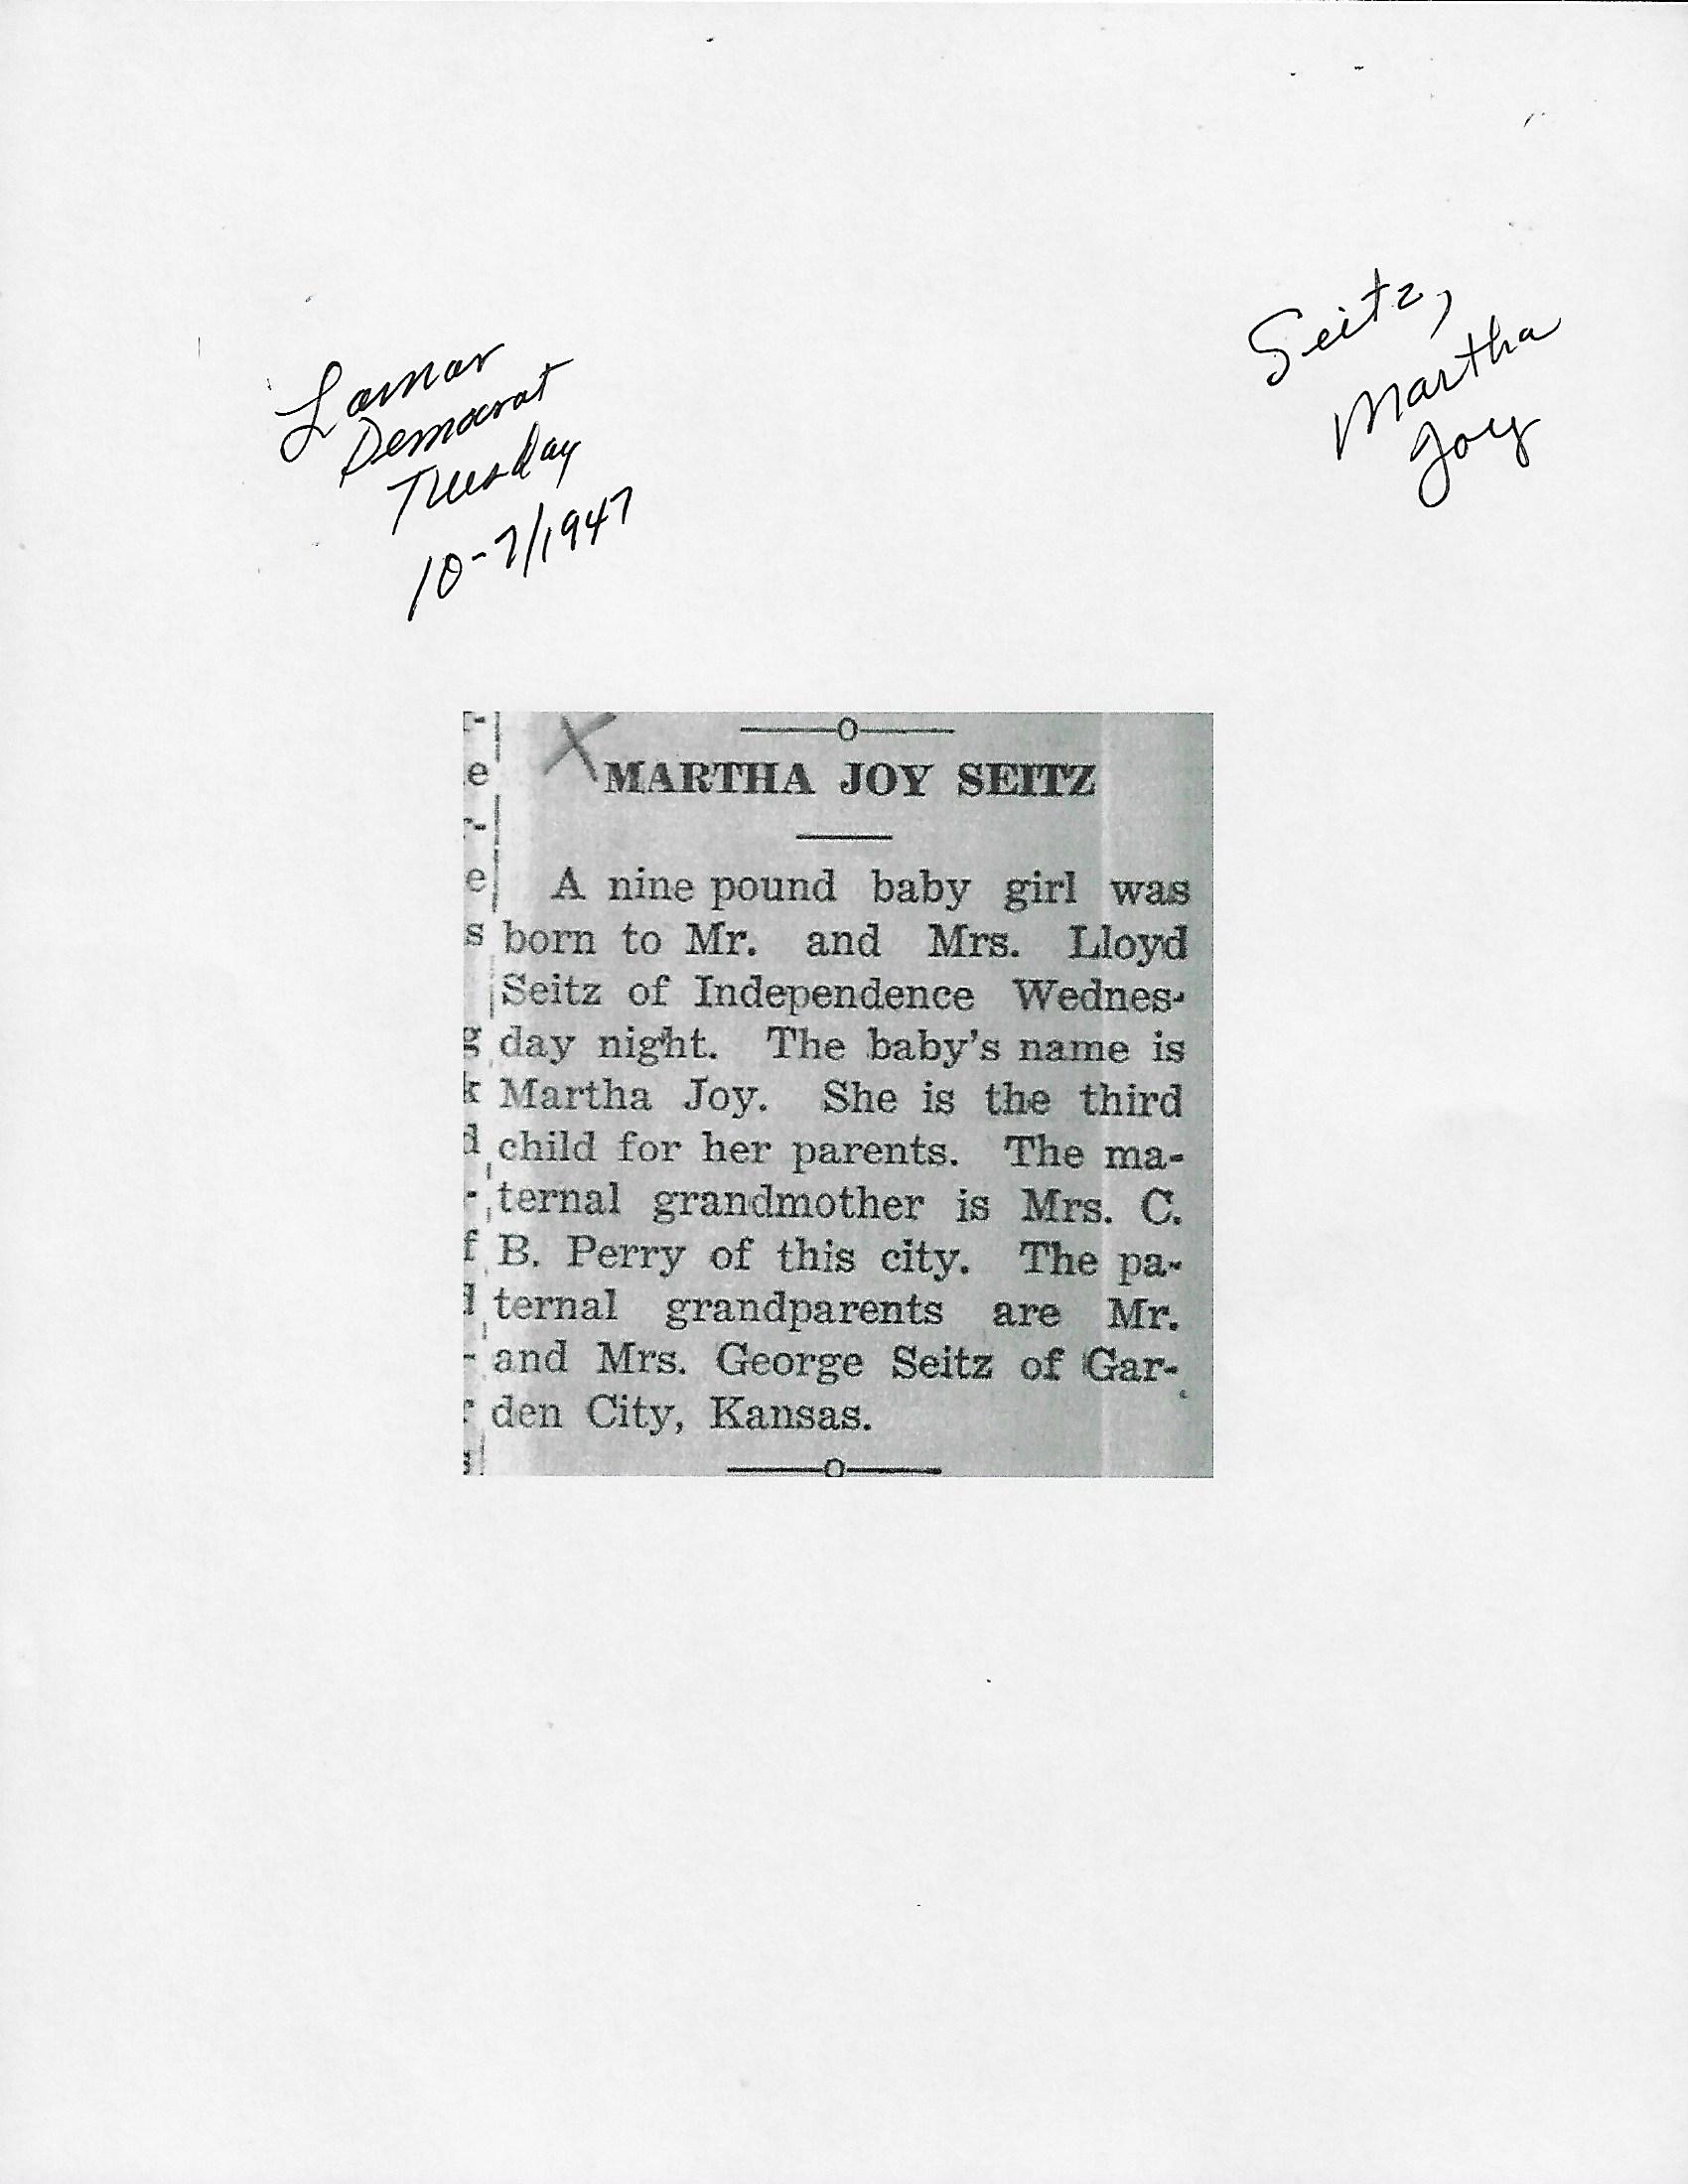 Lamar
Democrat
Tuesday
10-7/1947
Seitz,
Martha
Joy
MARTHA JOY SEITZ
A nine pound baby girl was
born to Mr. and Mrs. Lloyd
Seitz of Independence Wednes-
day night. The baby's name is
Martha Joy. She is the third
child for her parents. The ma-
ternal grandmother is Mrs. C.
B. Perry of this city. The pa-
ternal grandparents are Mr.
and Mrs. George Seitz of Gar-
den City, Kansas.